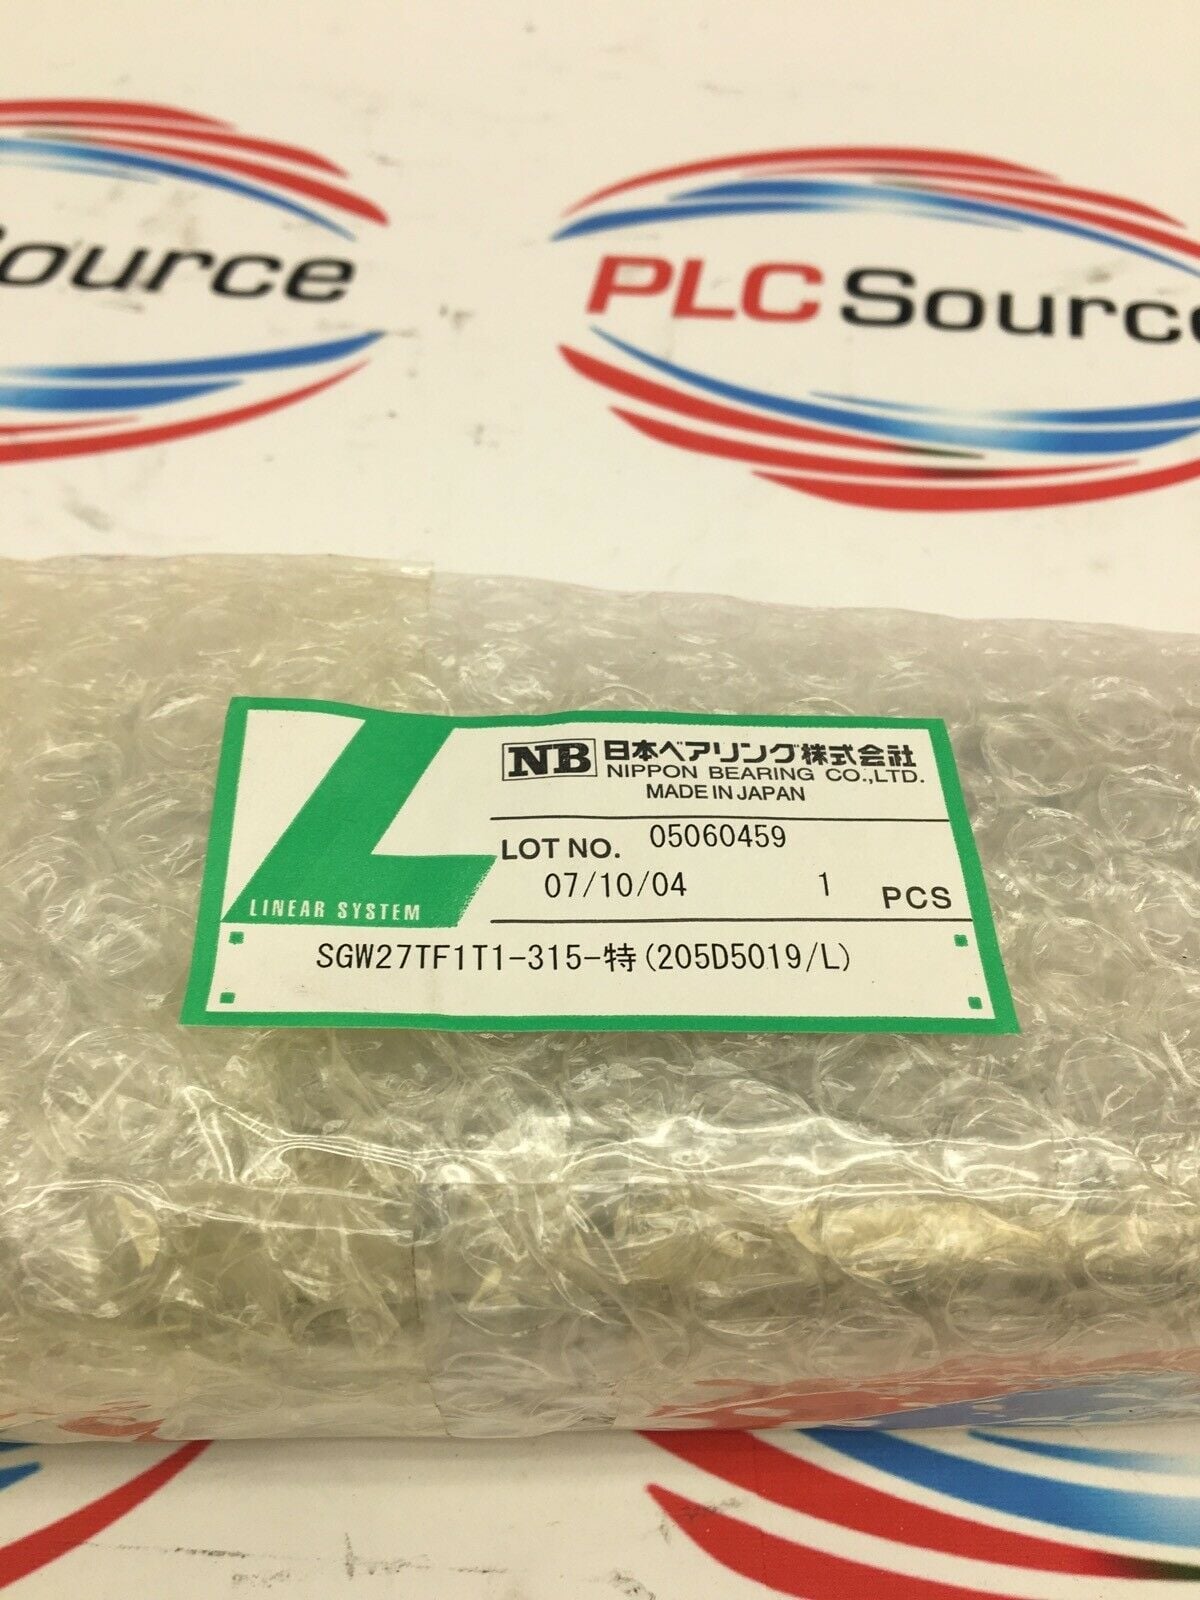 Source
PLC Source
NB 日本ベアリング株式会社
NIPPON BEARING CO.,LTD.
MADE IN JAPAN
LOT NO. 05060459
07/10/04 1 PCS
LINEAR SYSTEM
SGW27TF1T1-315-特(205D5019/L)